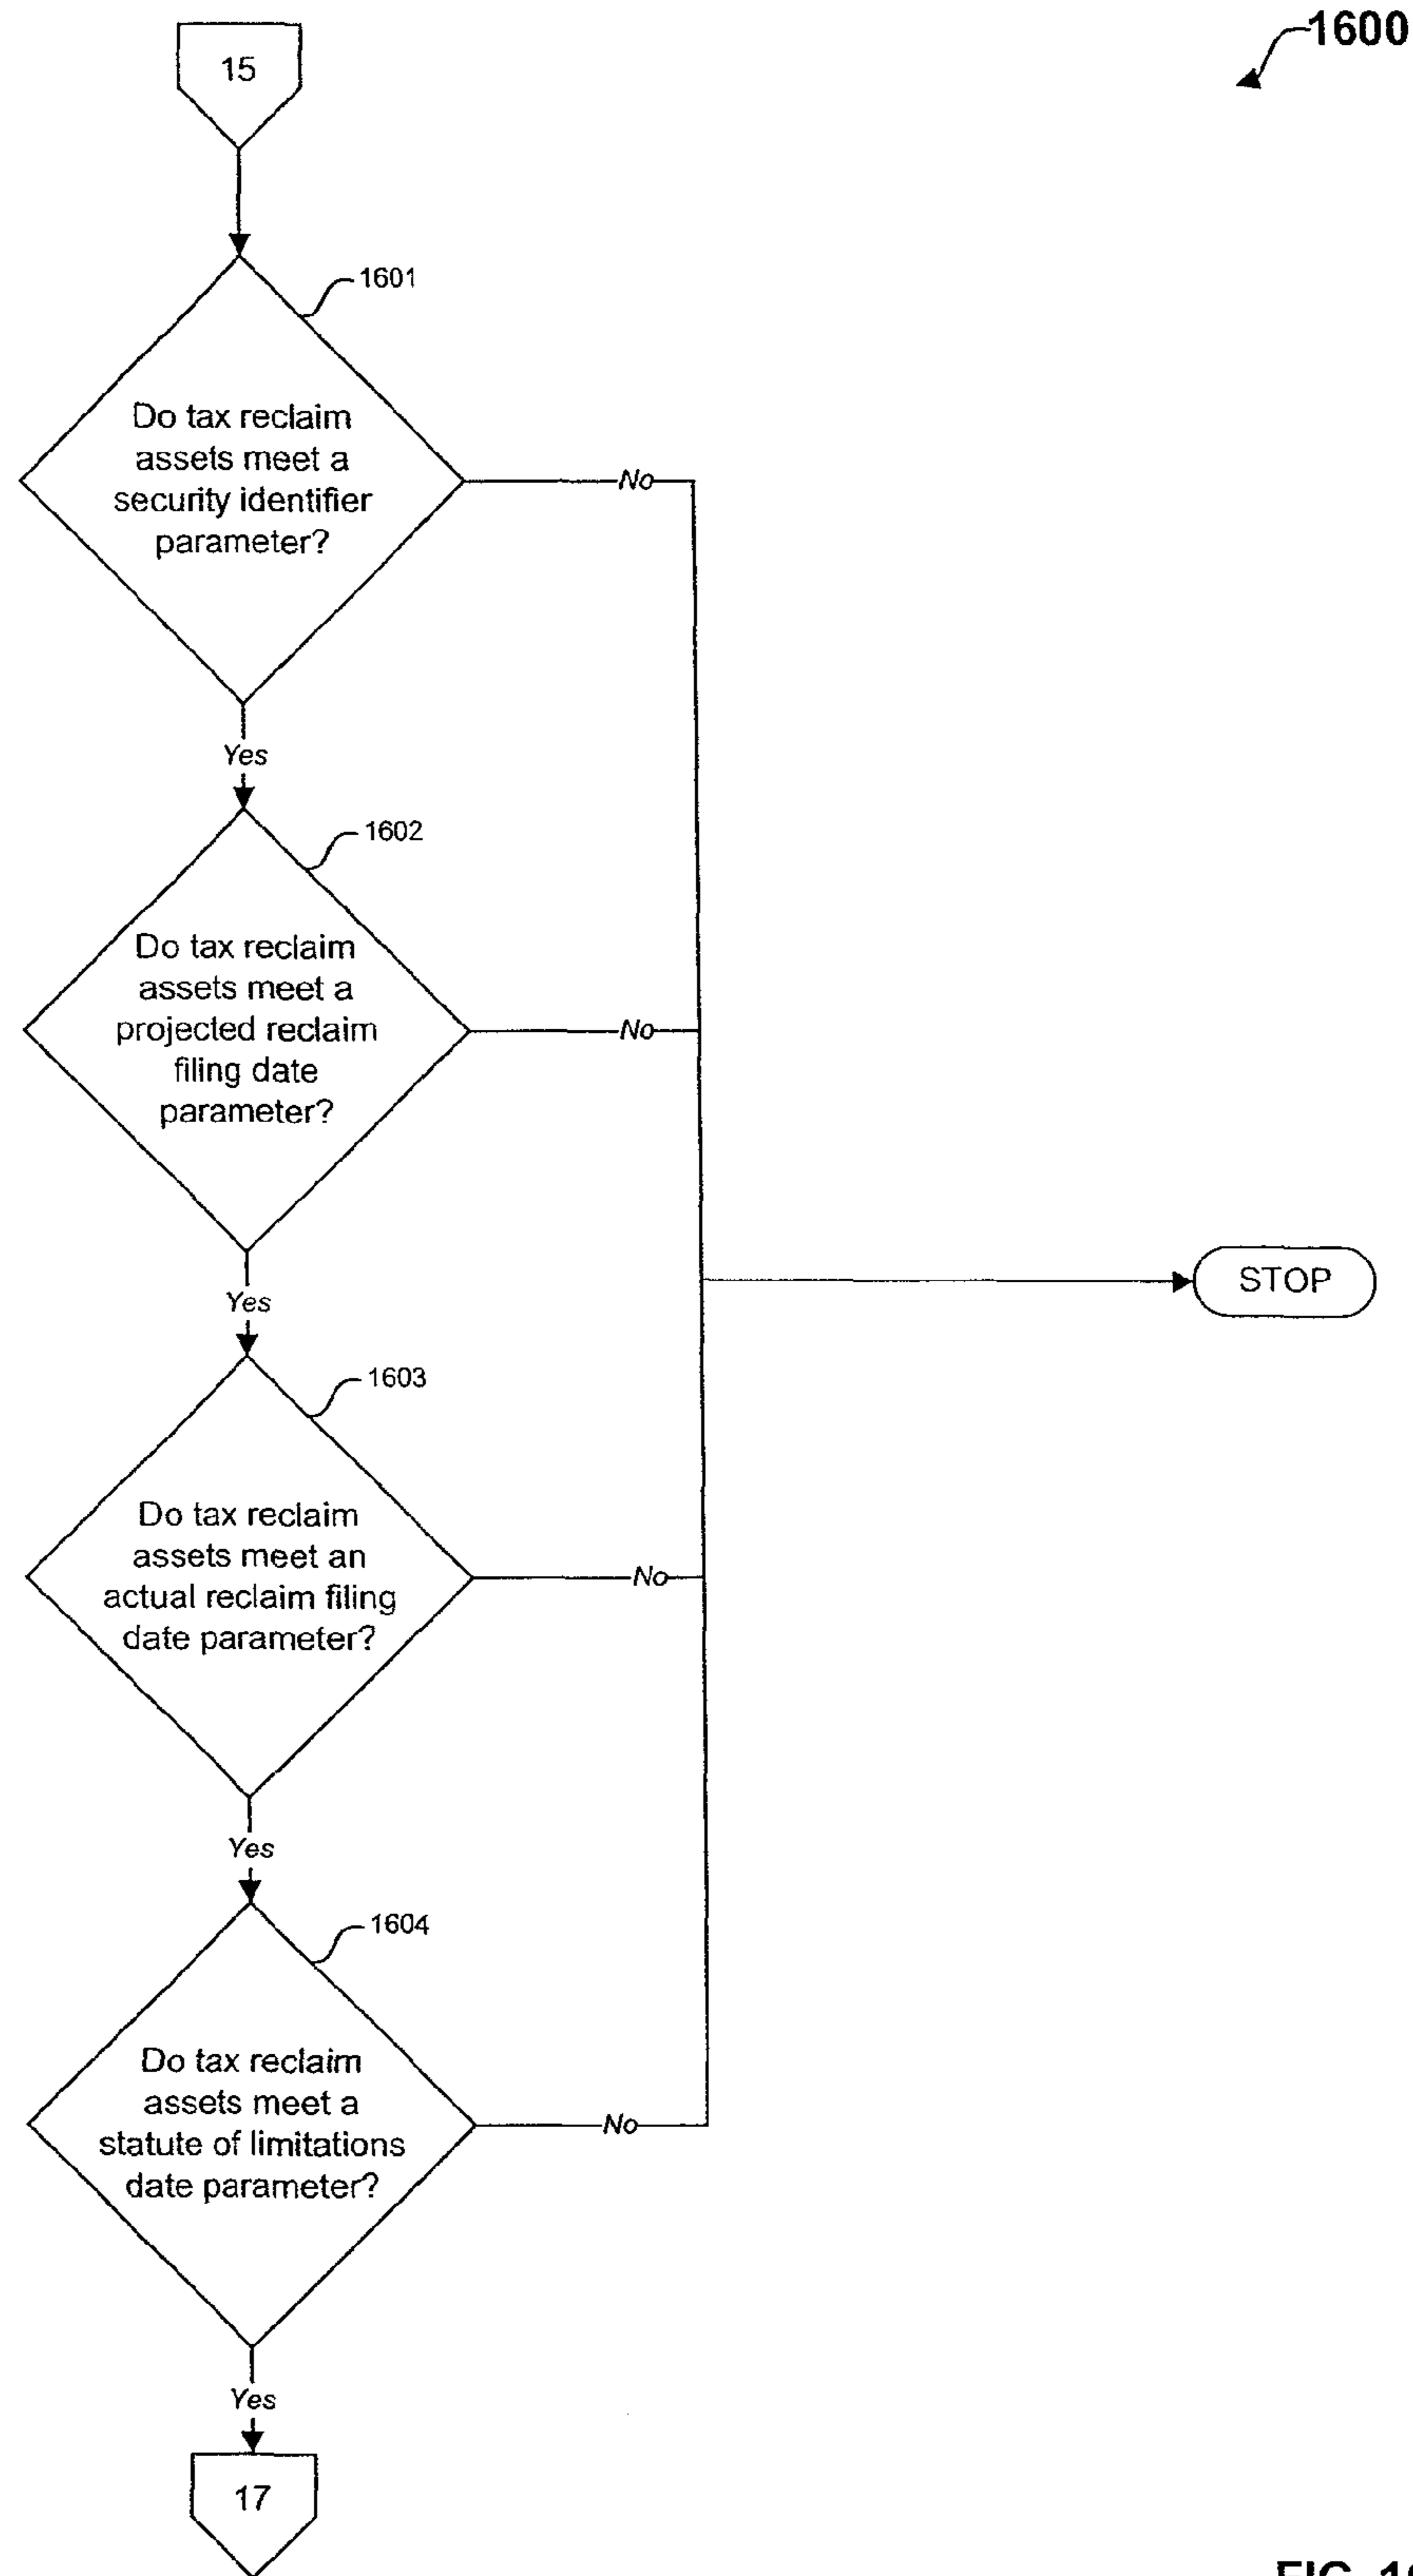 1600
15
1601
Do tax reclaim
assets meet a
security identifier
parameter?
No
Yes
1602
Do tax reclaim
assets meet a
projected reclaim
filing date
parameter?
No
STOP
Yes
1603
Do tax reclaim
assets meet an
actual reclaim filing
date parameter?
No
Yes
1604
Do tax reclaim
assets meet a
statute of limitations
date parameter?
No
Yes
17